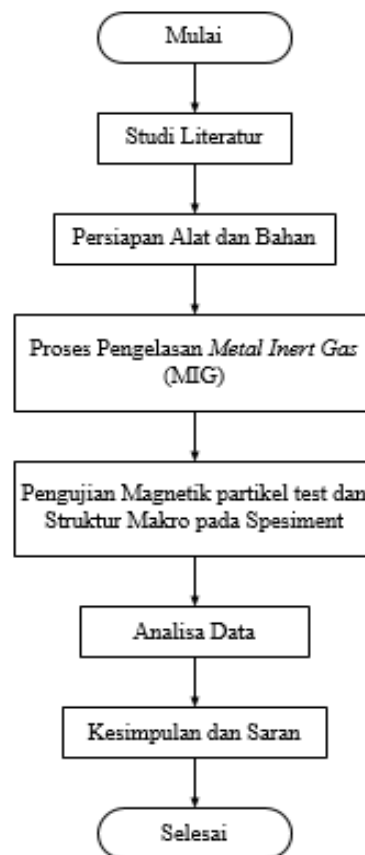 Mulai
Studi Literatur
Persiapan Alat dan Bahan
Proses Pengelasan Metal Inert Gas
(MIG)
Pengujian Magnetik partikel test dan
Struktur Makro pada Spesiment
Analisa Data
Kesimpulan dan Saran
Selesai